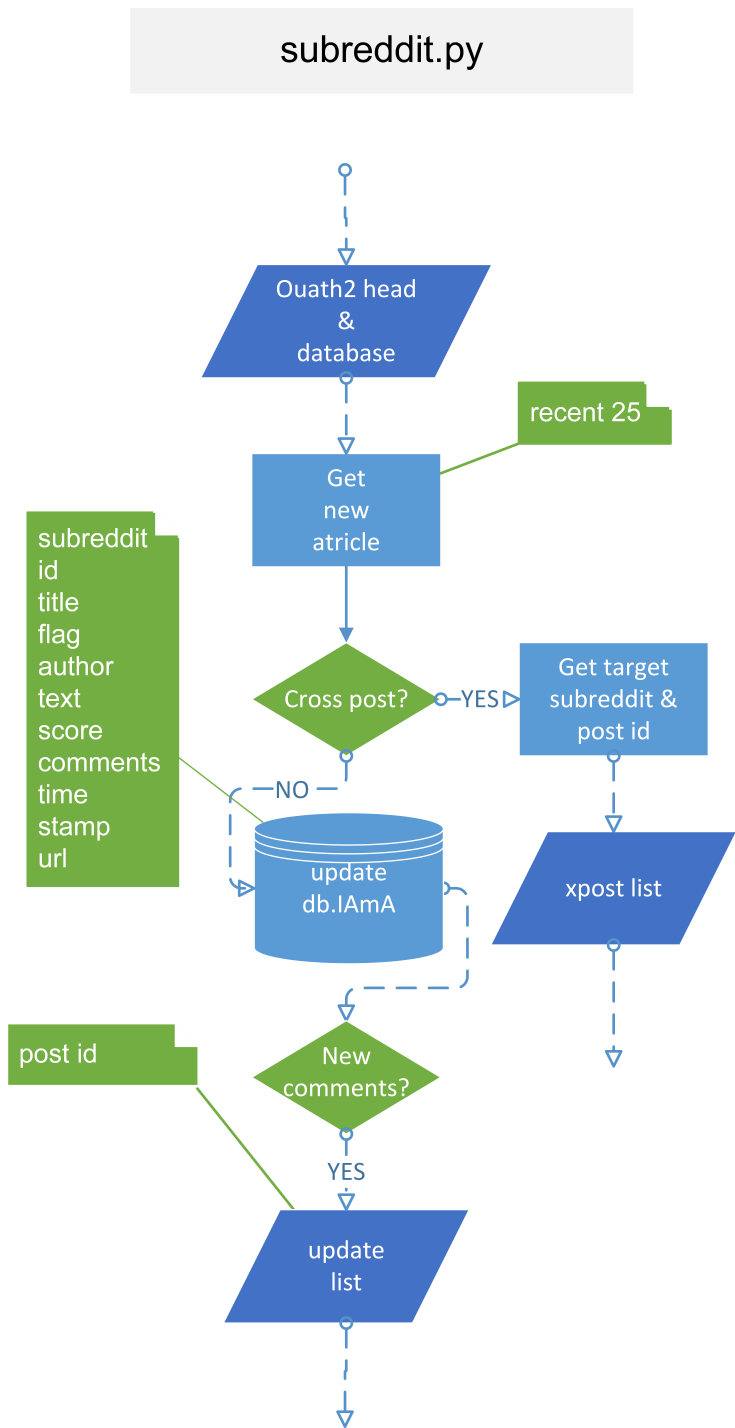 subreddit.py
Ouath2 head
&
database
recent 25
Get
new
atricle
subreddit
id
title
flag
author
text
score
comments
time
stamp
url
Cross post?
YES
Get target
subreddit &
post id
NO
update
db.IAmA
xpost list
post id
New
comments?
YES
update
list